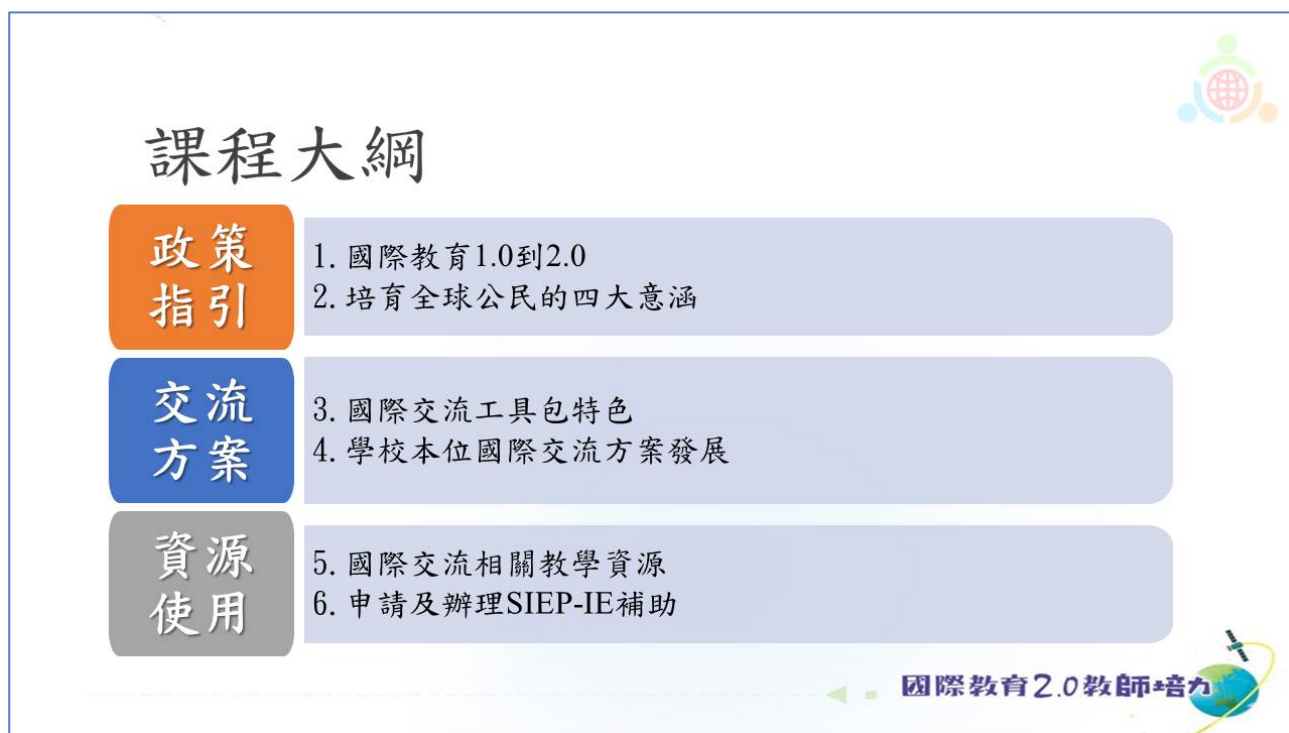 課程大綱
政策
指引
1. 國際教育1.0到2.0
2. 培育全球公民的四大意涵
交流
方案
3. 國際交流工具包特色
4. 學校本位國際交流方案發展
資源
使用
5. 國際交流相關教學資源
6. 申請及辦理SIEP-IE補助
國際教育2.0教師培力